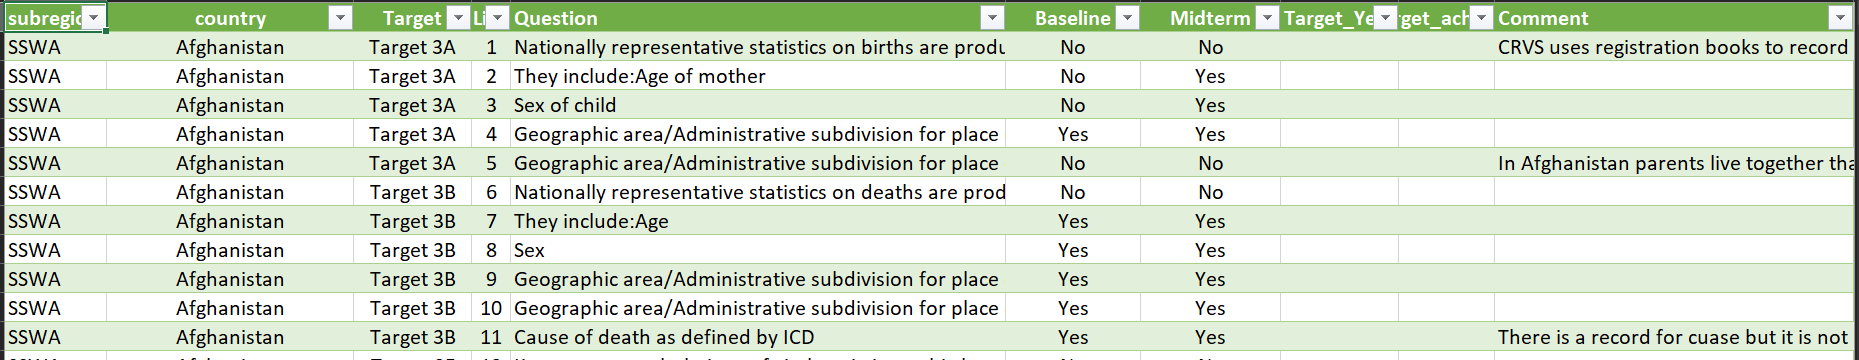 subregic country Target Li Question Baseline Midterm Target_Ye rget_ach Comment
SSWA Afghanistan Target 3A 1 Nationally representative statistics on births are produ No No CRVS uses registration books to record
SSWA Afghanistan Target 3A 2 They include:Age of mother No Yes
SSWA Afghanistan Target 3A 3 Sex of child No Yes
SSWA Afghanistan Target 3A 4 Geographic area/Administrative subdivision for place Yes Yes
SSWA Afghanistan Target 3A 5 Geographic area/Administrative subdivision for place No No In Afghanistan parents live together tha
SSWA Afghanistan Target 3B 6 Nationally representative statistics on deaths are prod No No
SSWA Afghanistan Target 3B 7 They include:Age Yes Yes
SSWA Afghanistan Target 3B 8 Sex Yes Yes
SSWA Afghanistan Target 3B 9 Geographic area/Administrative subdivision for place Yes Yes
SSWA Afghanistan Target 3B 10 Geographic area/Administrative subdivision for place Yes Yes
SSWA Afghanistan Target 3B 11 Cause of death as defined by ICD Yes Yes There is a record for cuase but it is not